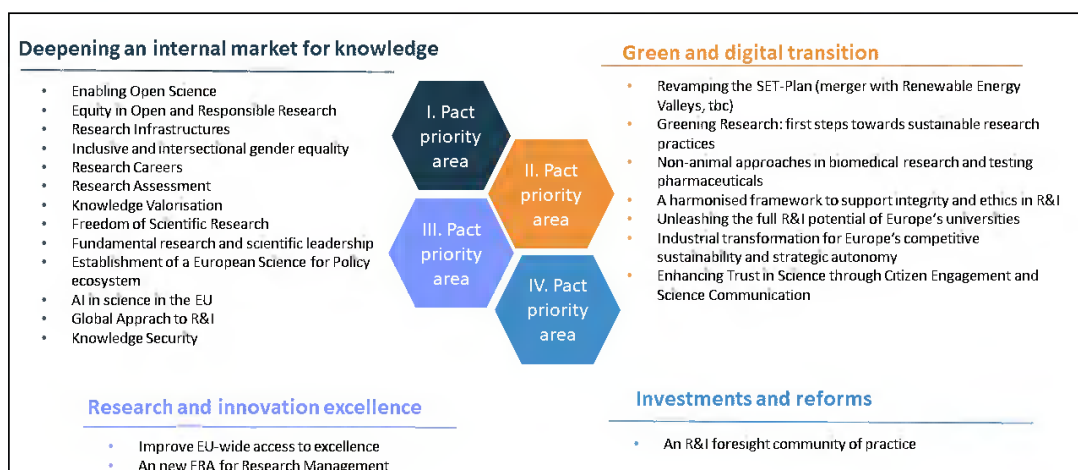 Deepening an internal market for knowledge
Enabling Open Science
Equity in Open and Responsible Research
Research Infrastructures
Inclusive and intersectional gender equality
Research Careers
Research Assessment
Knowledge Valorisation
Freedom of Scientific Research
Fundamental research and scientific leadership
Establishment of a European Science for Policy
ecosystem
AI in science in the EU
Global Apprach to R&I
Knowledge Security
I. Pact
priority
area
II. Pact
priority
area
III. Pact
priority
area
IV. Pact
priority
area
Green and digital transition
Revamping the SET-Plan (merger with Renewable Energy
Valleys, tbc)
Greening Research: first steps towards sustainable research
practices
Non-animal approaches in biomedical research and testing
pharmaceuticals
A harmonised framework to support integrity and ethics in R&I
Unleashing the full R&I potential of Europe's universities
Industrial transformation for Europe's competitive
sustainability and strategic autonomy
Enhancing Trust in Science through Citizen Engagement and
Science Communication
Research and innovation excellence
Improve EU-wide access to excellence
An new ERA for Research Management
Investments and reforms
An R&I foresight community of practice